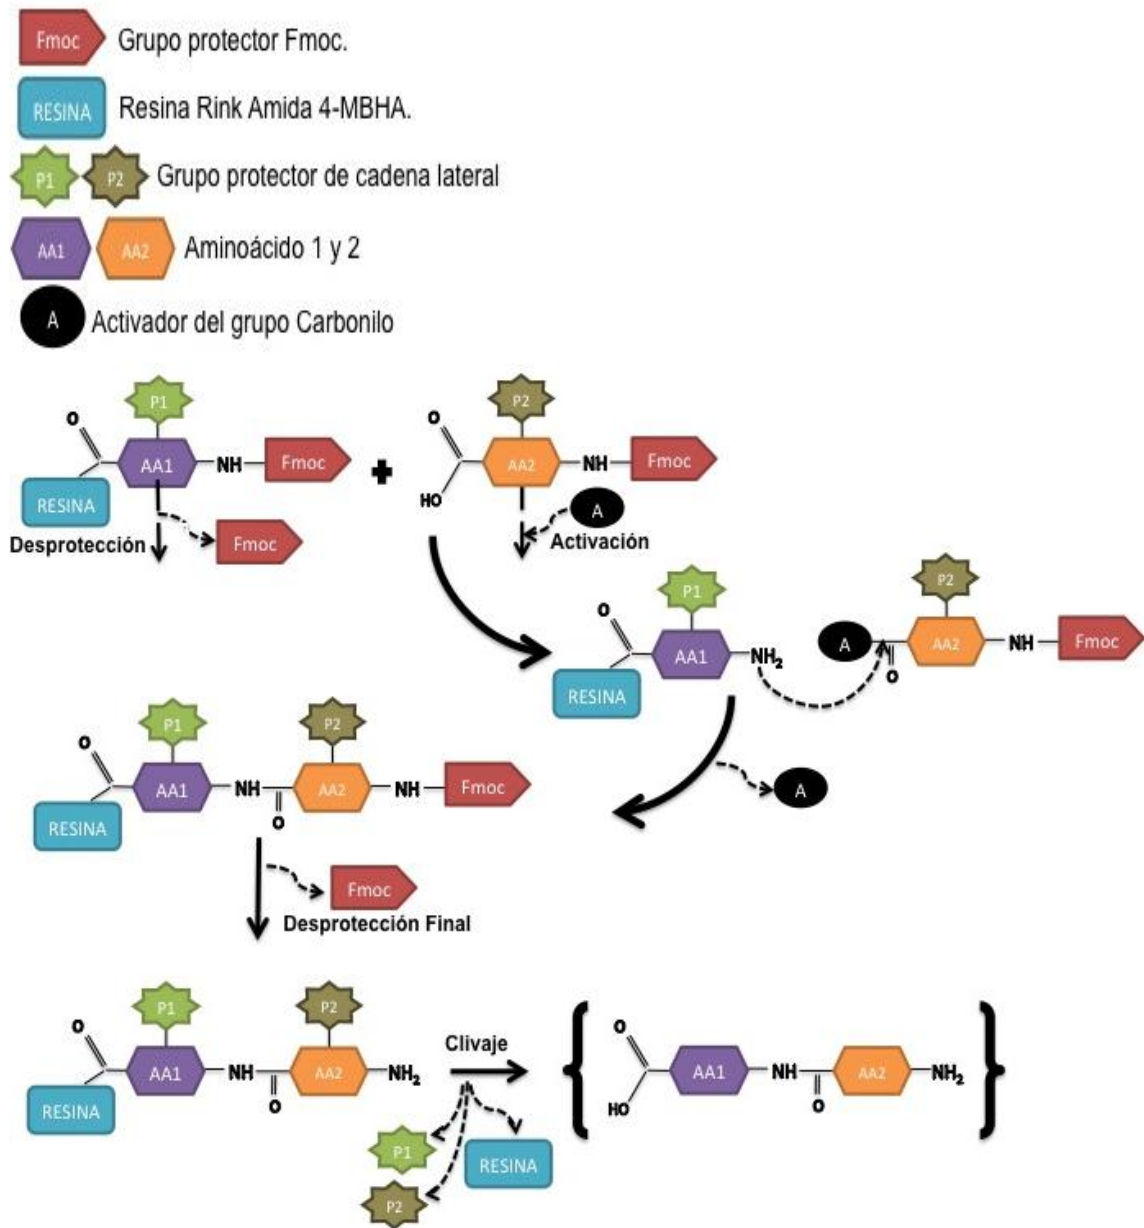 Fmoc Grupo protector Fmoc.
RESINA Resina Rink Amida 4-MBHA.
P1 P2 Grupo protector de cadena lateral
AA1 AA2 Aminoácido 1 y 2
A Activador del grupo Carbonilo
P1
O
AA1
NH
Fmoc
RESINA
+
P2
O
AA2
NH
Fmoc
HO
Desprotección
Fmoc
A
Activación
P1
O
AA1
NH₂
RESINA
P2
A
AA2
NH
Fmoc
O
A
P1
P2
O
AA1
NH
AA2
NH
Fmoc
O
RESINA
Fmoc
Desprotección Final
P1
P2
O
AA1
NH
AA2
NH₂
O
RESINA
Clivaje
P1
RESINA
P2
O
AA1
NH
AA2
NH₂
HO
O